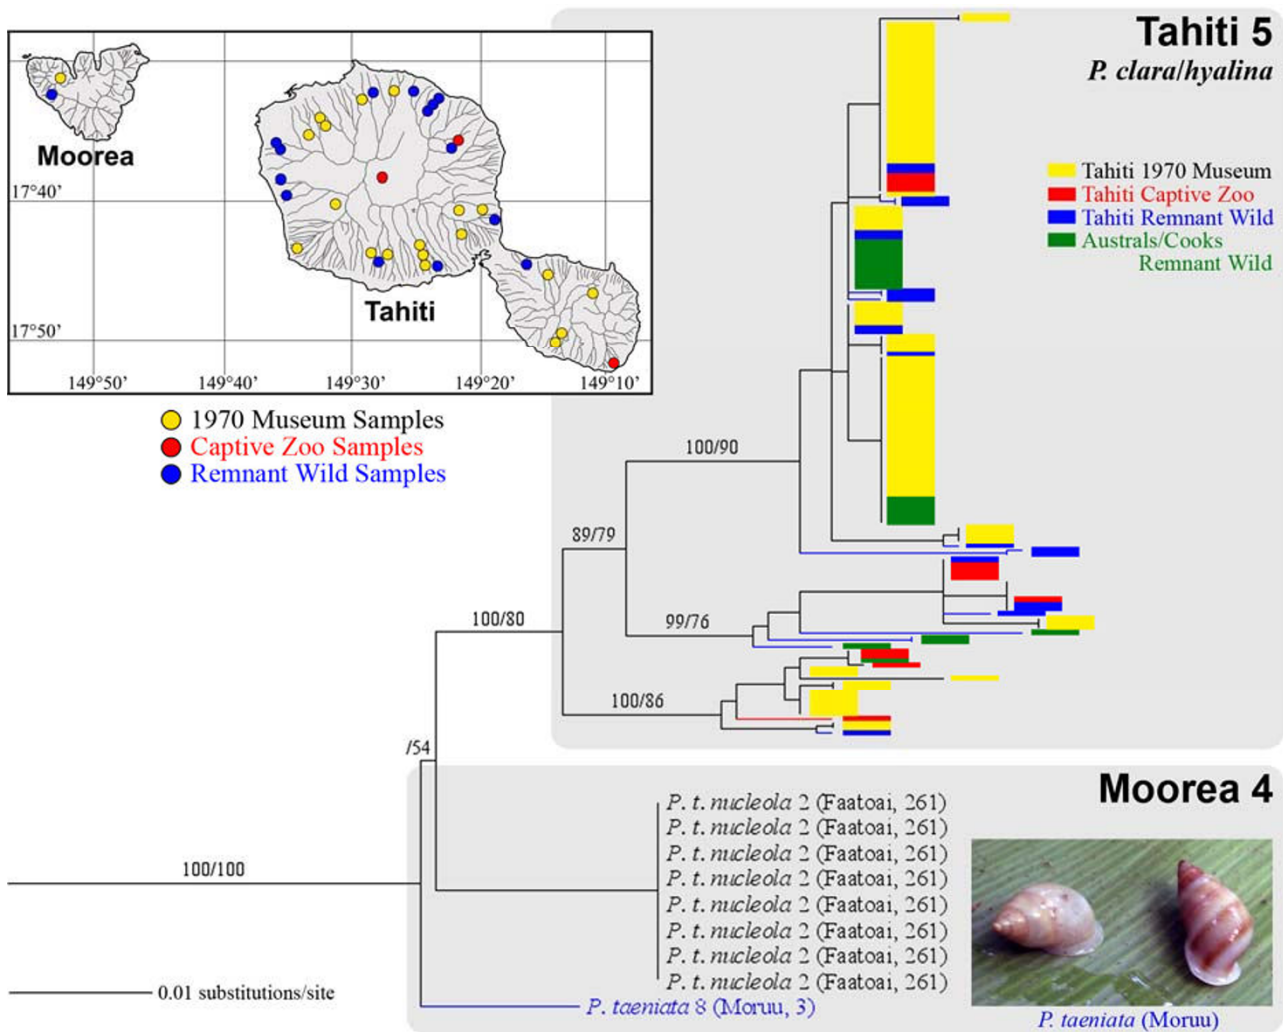 Tahiti 5
P. clara/hyalina
Tahiti 1970 Museum
Tahiti Captive Zoo
Tahiti Remnant Wild
Australs/Cooks
Remnant Wild
Moorea
Tahiti
17°40'
17°50'
149°50'
149°40'
149°30'
149°20'
149°10'
1970 Museum Samples
Captive Zoo Samples
Remnant Wild Samples
100/90
89/79
99/76
100/80
100/86
/54
100/100
Moorea 4
P. t. nucleola 2 (Faatoai, 261)
P. t. nucleola 2 (Faatoai, 261)
P. t. nucleola 2 (Faatoai, 261)
P. t. nucleola 2 (Faatoai, 261)
P. t. nucleola 2 (Faatoai, 261)
P. t. nucleola 2 (Faatoai, 261)
P. t. nucleola 2 (Faatoai, 261)
P. t. nucleola 2 (Faatoai, 261)
P. taeniata 8 (Moruu, 3)
0.01 substitutions/site
P. taeniata (Moruu)